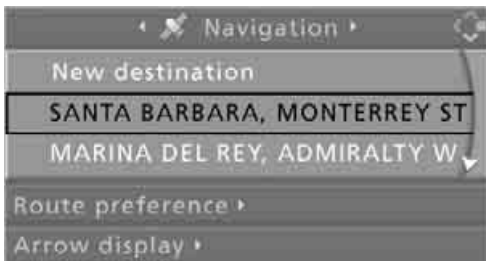 Navigation
New destination
SANTA BARBARA, MONTERREY ST
MARINA DEL REY, ADMIRALTY W
Route preference
Arrow display